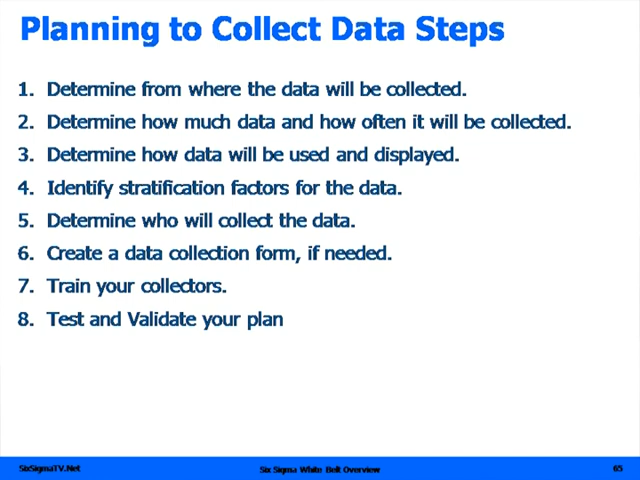 Planning to Collect Data Steps
1. Determine from where the data will be collected.
2. Determine how much data and how often it will be collected.
3. Determine how data will be used and displayed.
4. Identify stratification factors for the data.
5. Determine who will collect the data.
6. Create a data collection form, if needed.
7. Train your collectors.
8. Test and Validate your plan
SixSigmaTV.Net
Six Sigma White Belt Overview
65